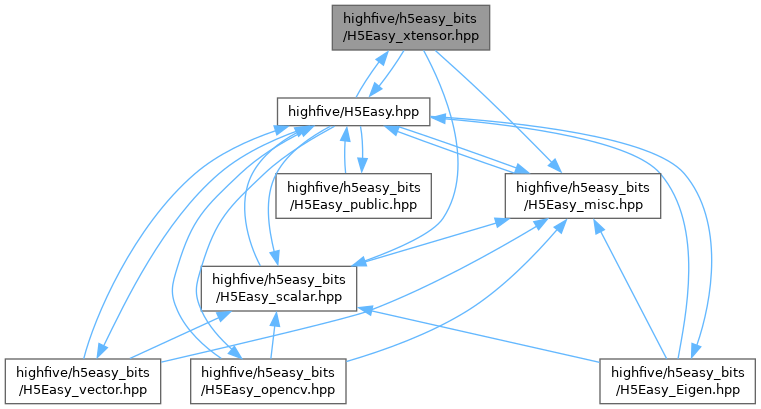 highfive/h5easy_bits
/H5Easy_xtensor.hpp
highfive/H5Easy.hpp
highfive/h5easy_bits
/H5Easy_public.hpp
highfive/h5easy_bits
/H5Easy_misc.hpp
highfive/h5easy_bits
/H5Easy_scalar.hpp
highfive/h5easy_bits
/H5Easy_vector.hpp
highfive/h5easy_bits
/H5Easy_opencv.hpp
highfive/h5easy_bits
/H5Easy_Eigen.hpp